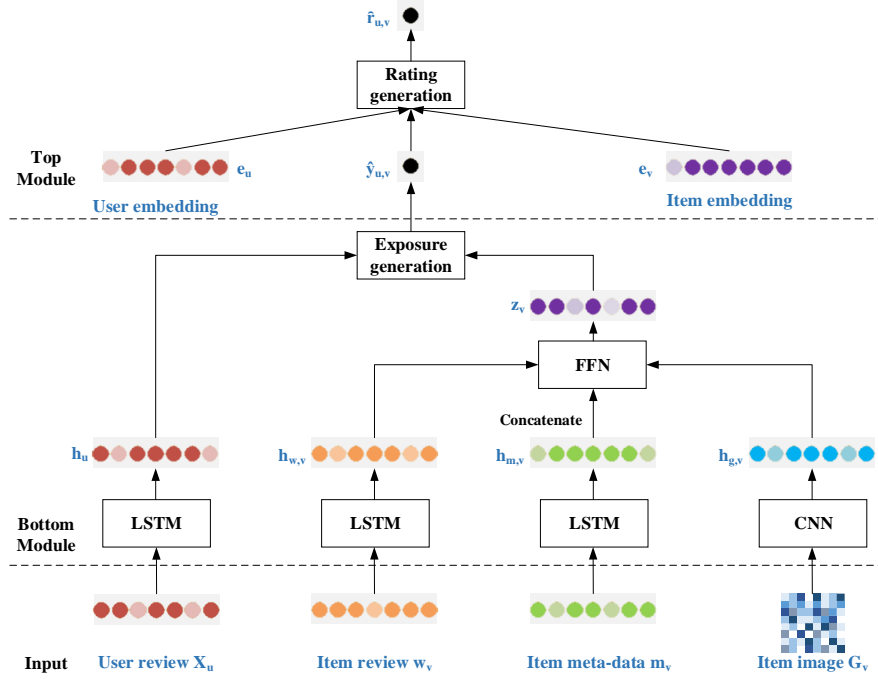 r̂u,v
Rating
generation
Top
Module
eu
ŷu,v
ev
User embedding
Item embedding
Exposure
generation
zv
FFN
Concatenate
hu
hw,v
hm,v
hg,v
Bottom
Module
LSTM
LSTM
LSTM
CNN
Input
User review Xu
Item review wv
Item meta-data mv
Item image Gv